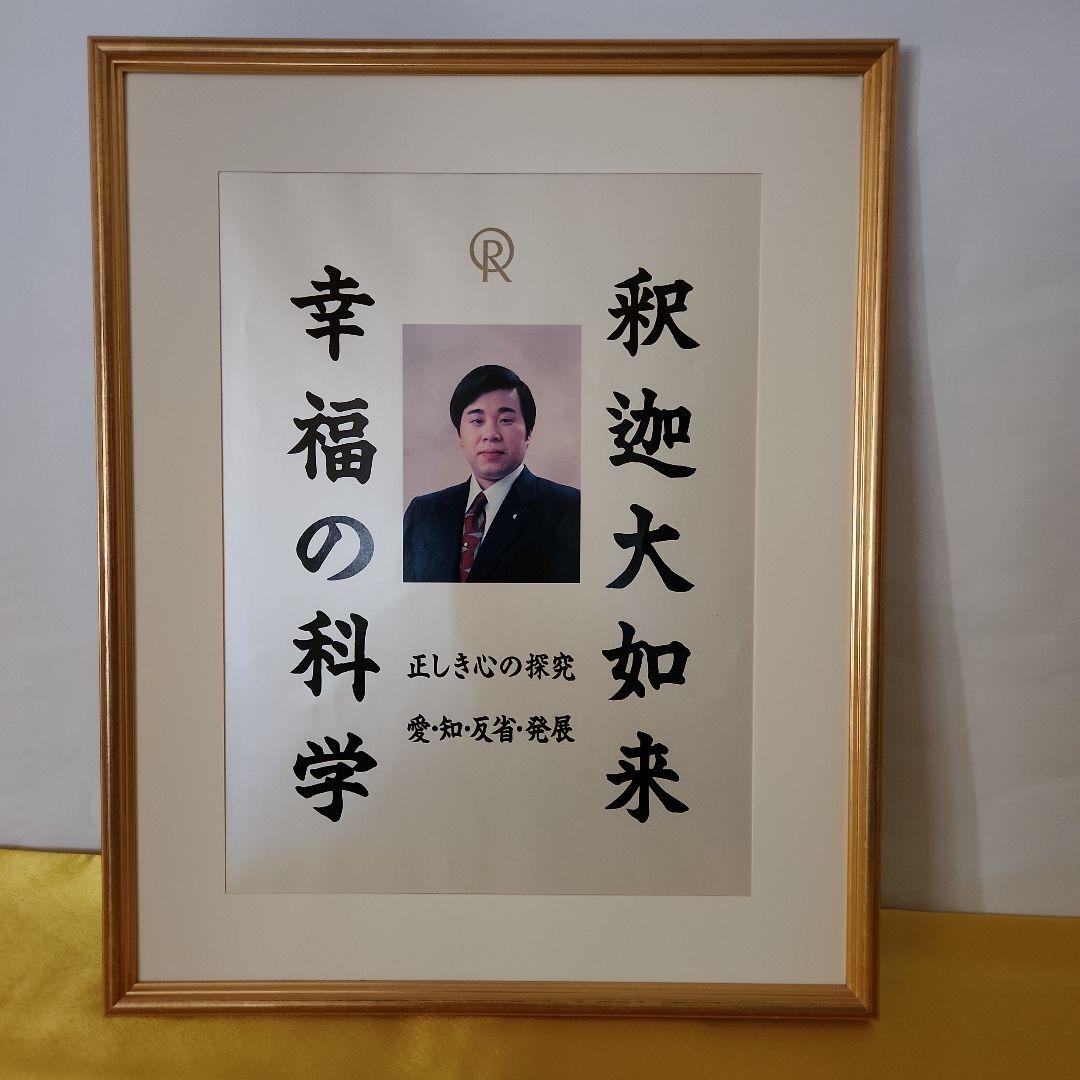 釈迦大如来
正しき心の探究
愛・知・反省・発展
幸福の科学